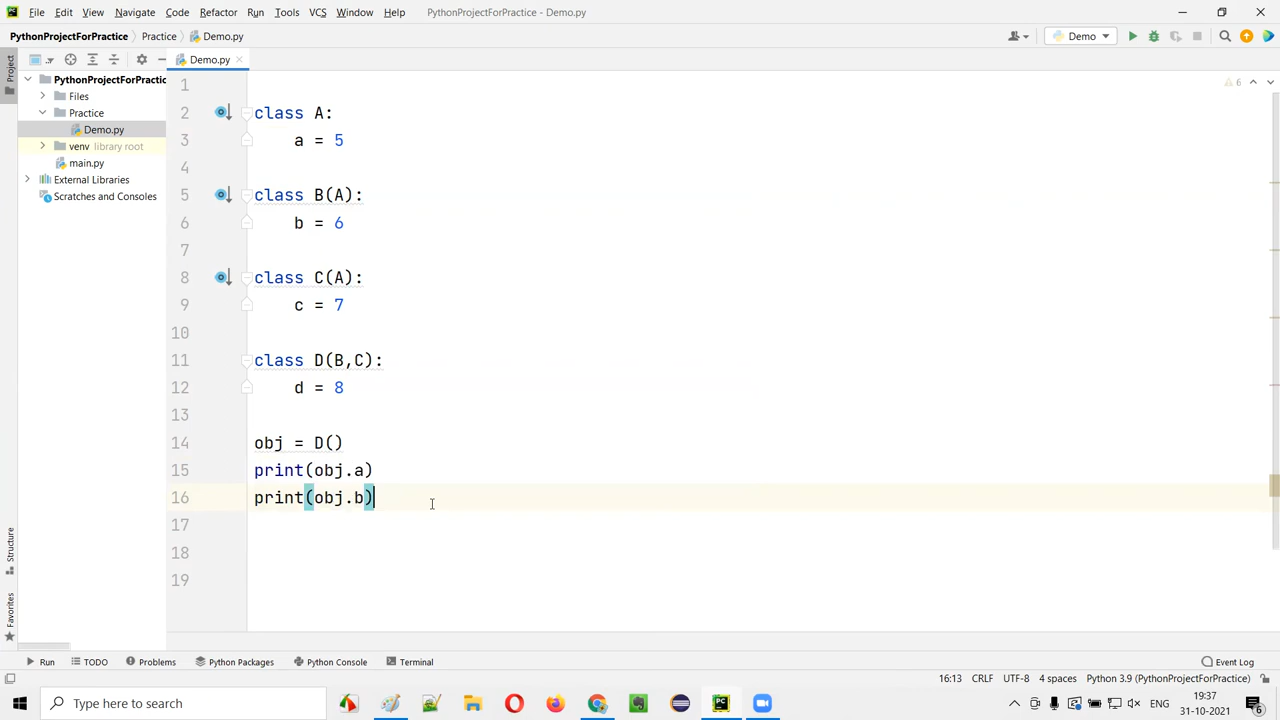 File Edit View Navigate Code Refactor Run Tools VCS Window Help PythonProjectForPractice - Demo.py
PythonProjectForPractice Practice Demo.py Demo
Project
Demo.py
PythonProjectForPractic
Files
Practice
Demo.py
venv library root
main.py
External Libraries
Scratches and Consoles
6
1
2 class A:
3 a = 5
4
5 class B(A):
6 b = 6
7
8 class C(A):
9 c = 7
10
11 class D(B,C):
12 d = 8
13
14 obj = D()
15 print(obj.a)
16 print(obj.b)
17
18
19
Structure
Favorites
Run TODO Problems Python Packages Python Console Terminal Event Log
16:13 CRLF UTF-8 4 spaces Python 3.9 (PythonProjectForPractice)
Type here to search
ENG
19:37
31-10-2021
6